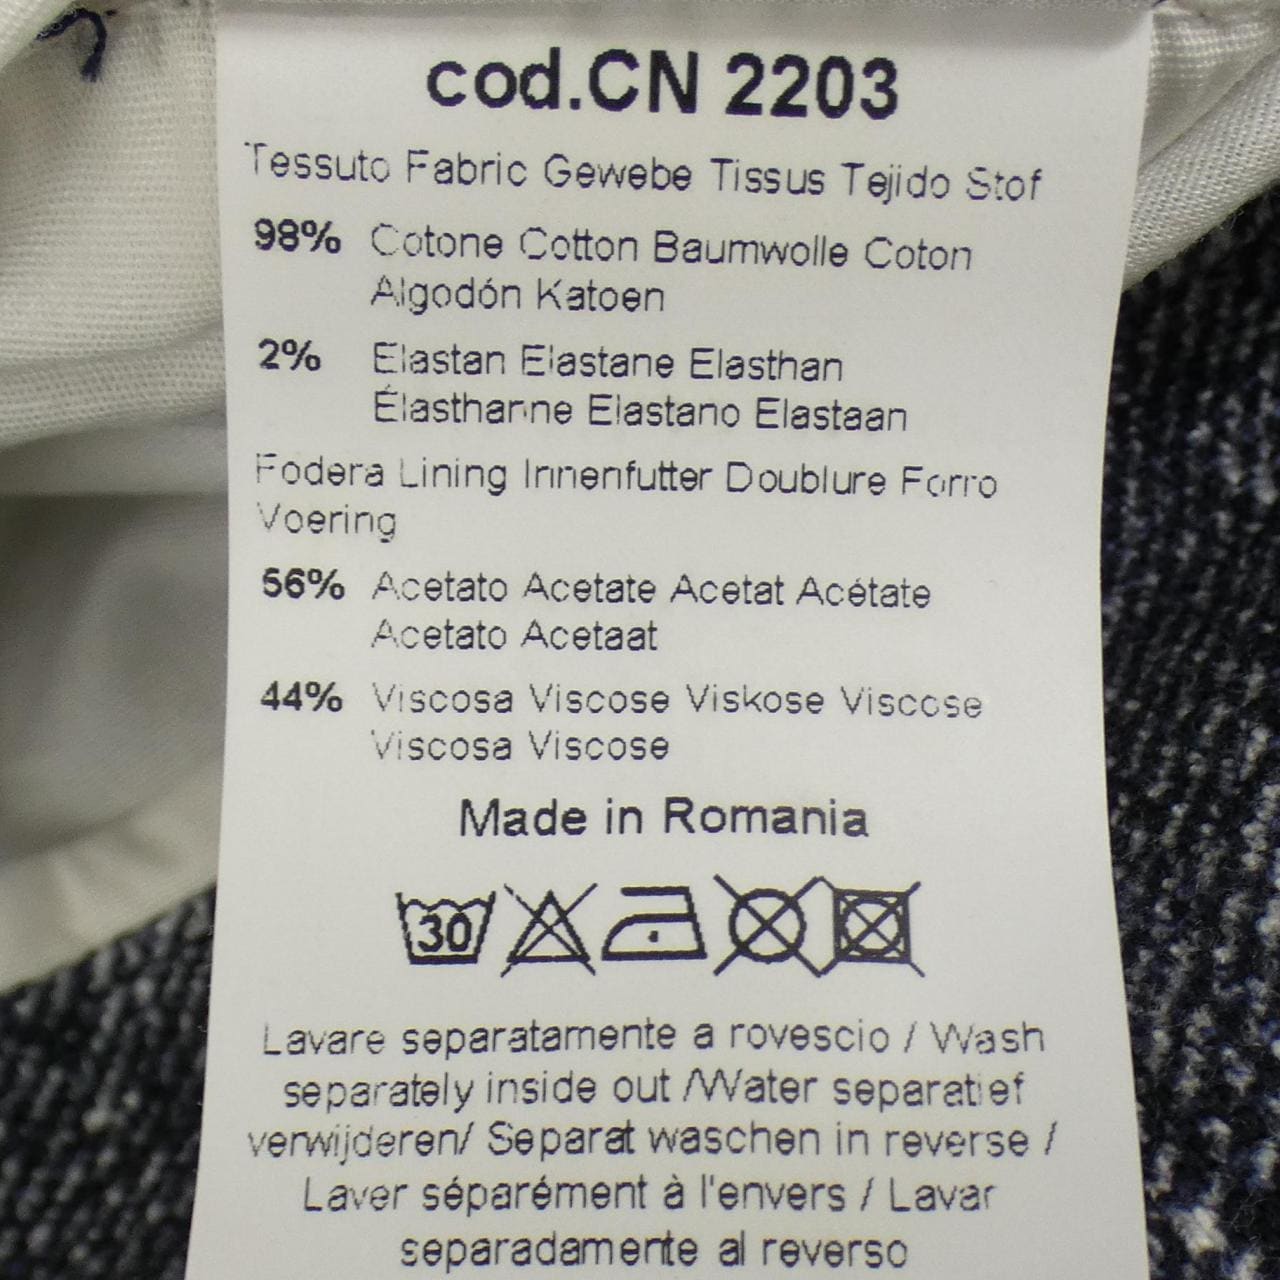 cod.CN 2203
Tessuto Fabric Gewebe Tissus Tejido Stof
98% Cotone Cotton Baumwolle Coton
Algodón Katoen
2% Elastan Elastane Elasthan
Élasthanne Elastano Elastaan
Fodera Lining Innenfutter Doublure Forro
Voering
56% Acetato Acetate Acetat Acétate
Acetato Acetaat
44% Viscosa Viscose Viskose Viscose
Viscosa Viscose
Made in Romania
30
Lavare separatamente a rovescio / Wash
separately inside out /Water separatief
verwijderen/ Separat waschen in reverse /
Laver séparément à l'envers / Lavar
separadamente al reverso